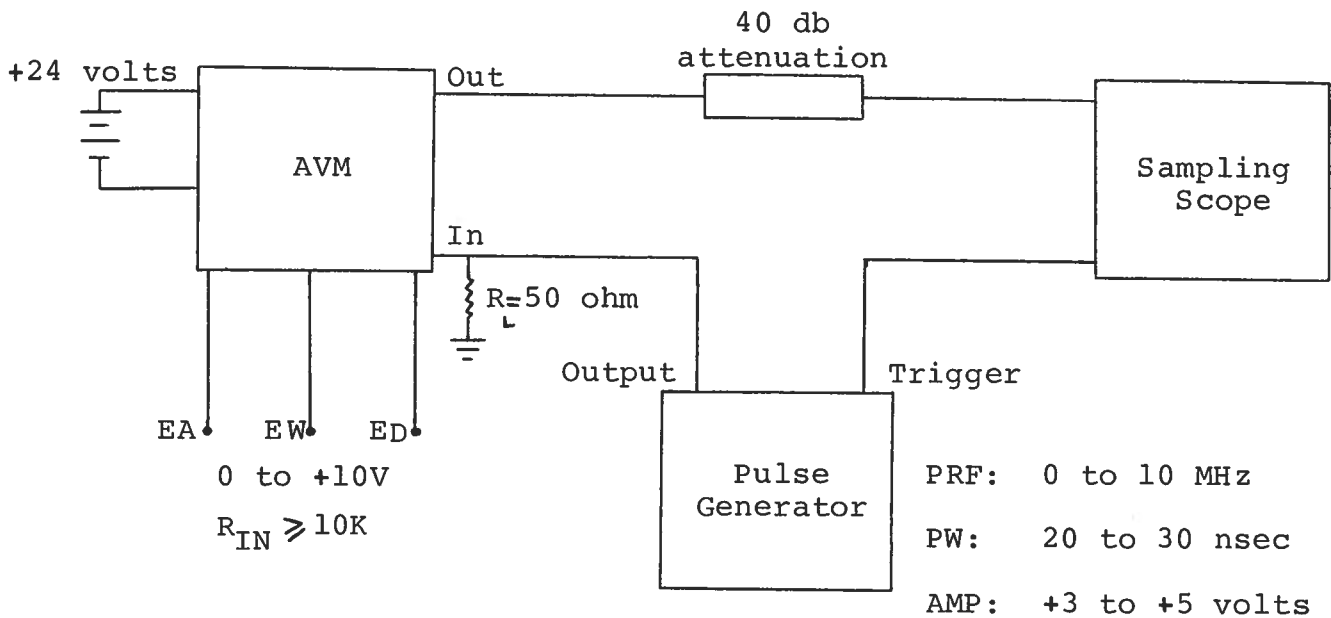 40 db
attenuation
+24 volts
Out
AVM
Sampling
Scope
In
R_L=50 ohm
Output
Trigger
EA
EW
ED
0 to +10V
R_IN ⩾ 10K
Pulse
Generator
PRF: 0 to 10 MHz
PW: 20 to 30 nsec
AMP: +3 to +5 volts